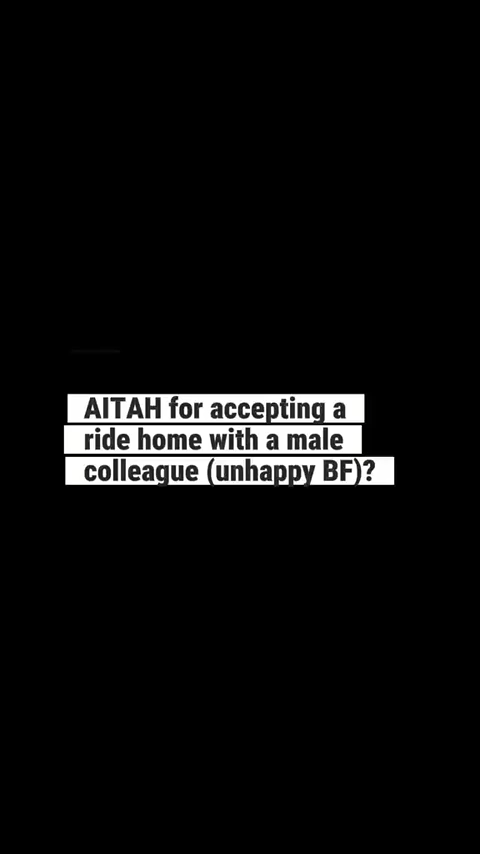 AITAH for accepting a
ride home with a male
colleague (unhappy BF)?